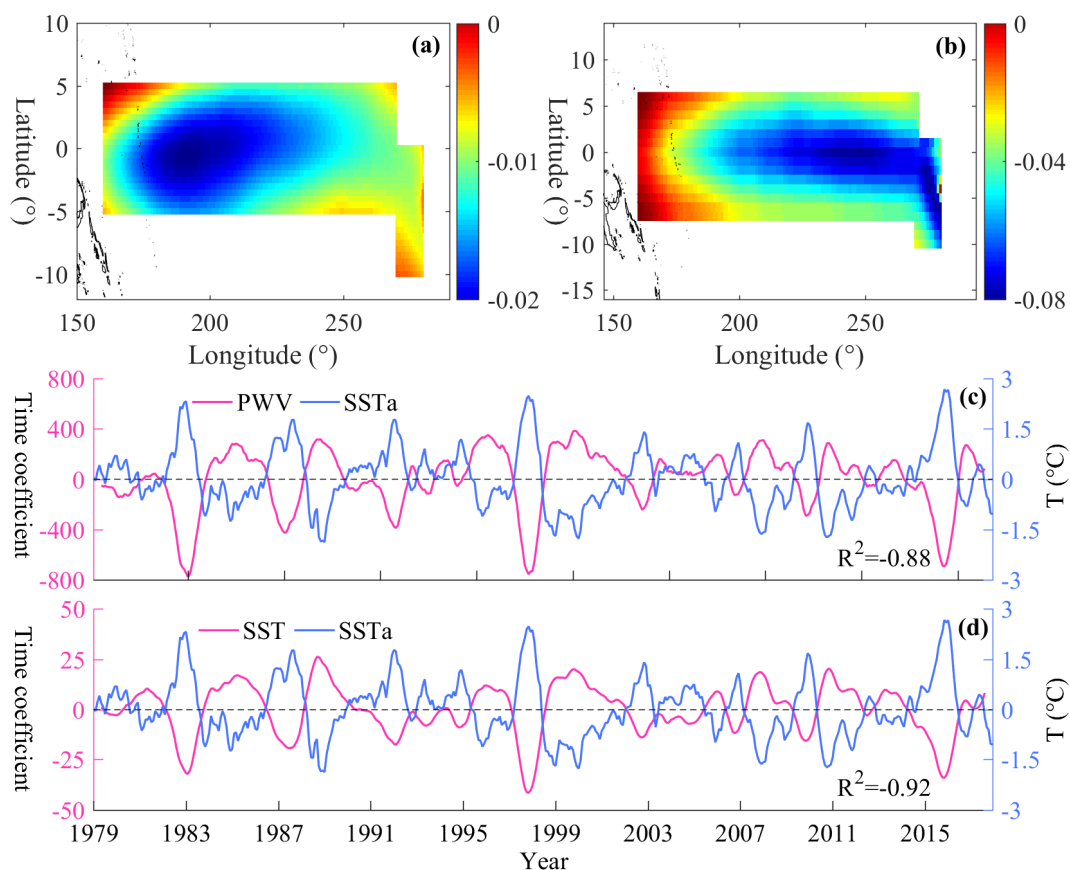 (a)
Latitude (°)
10
5
0
-5
-10
150
200
250
Longitude (°)
0
-0.01
-0.02
(b)
Latitude (°)
10
5
0
-5
-10
-15
150
200
250
Longitude (°)
0
-0.04
-0.08
(c)
PWV
SSTa
Time coefficient
800
400
0
-400
-800
3
1.5
0
-1.5
-3
T (°C)
R²=-0.88
(d)
SST
SSTa
Time coefficient
50
25
0
-25
-50
3
1.5
0
-1.5
-3
T (°C)
R²=-0.92
1979 1983 1987 1991 1995 1999 2003 2007 2011 2015
Year